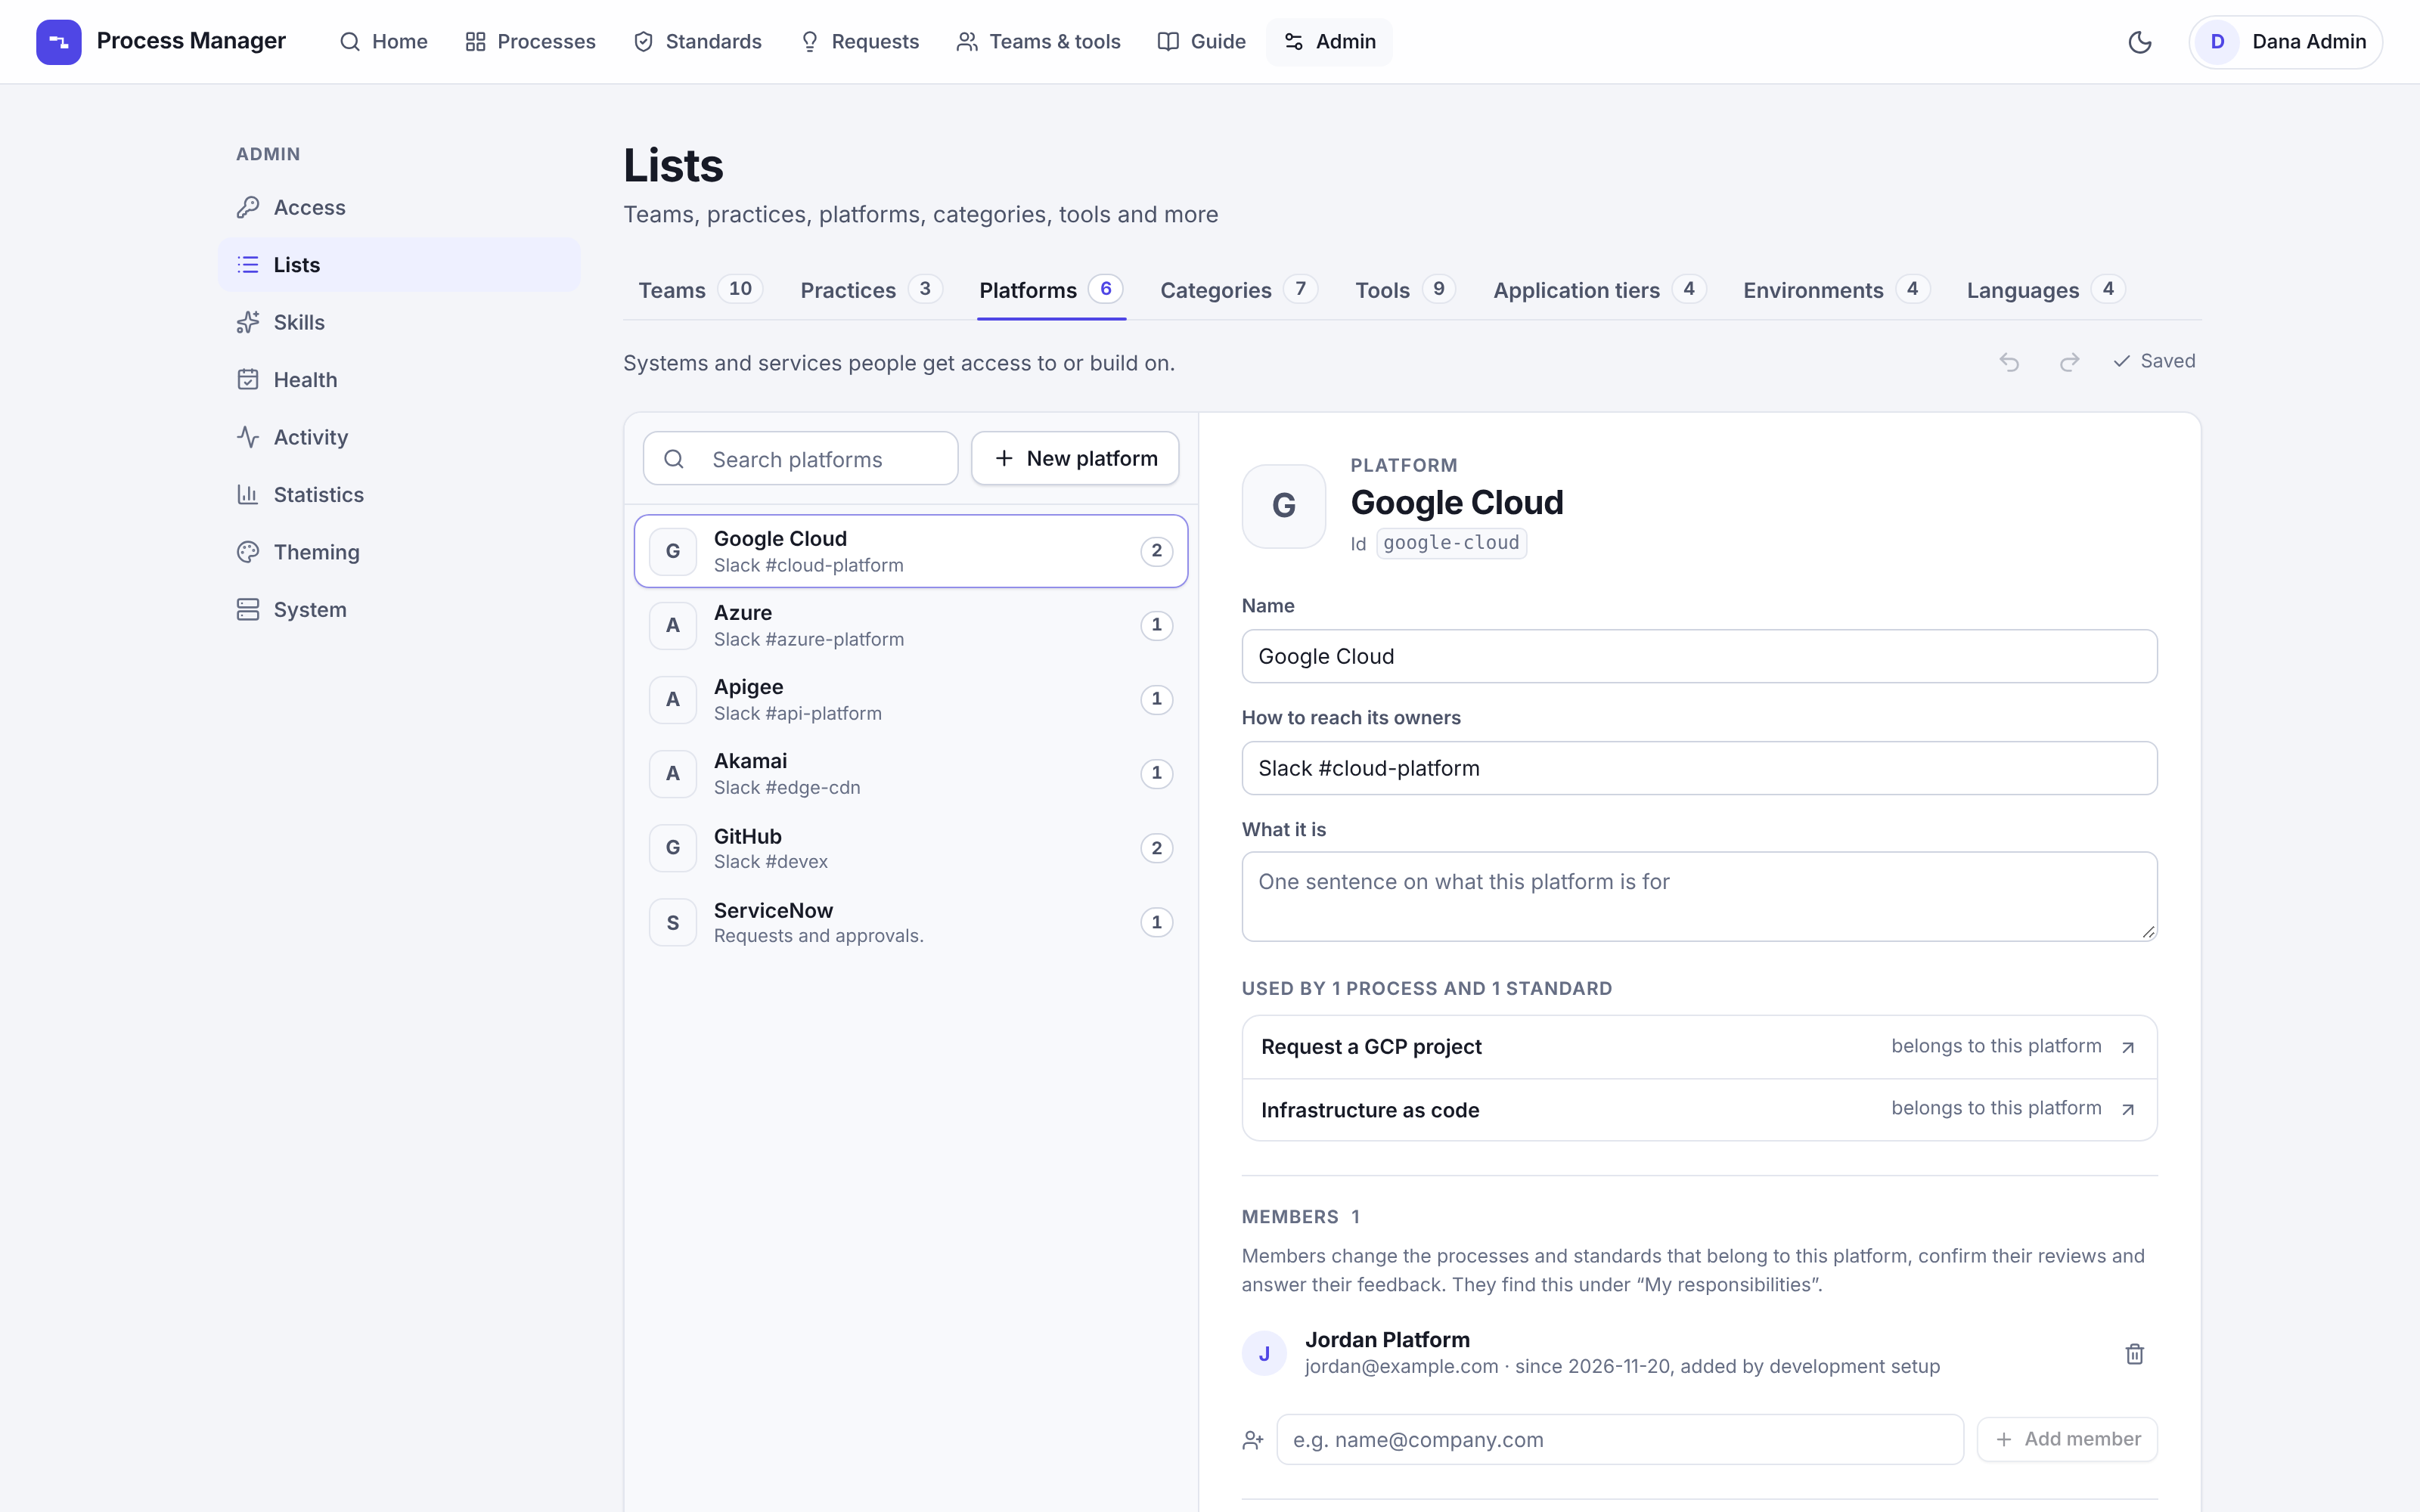 Process Manager
Home
Processes
Standards
Requests
Teams & tools
Guide
Admin
D
Dana Admin
ADMIN
Access
Lists
Skills
Health
Activity
Statistics
Theming
System
Lists
Teams, practices, platforms, categories, tools and more
Teams 10
Practices 3
Platforms 6
Categories 7
Tools 9
Application tiers 4
Environments 4
Languages 4
Systems and services people get access to or build on.
Saved
Search platforms
New platform
G
Google Cloud
Slack #cloud-platform
2
A
Azure
Slack #azure-platform
1
A
Apigee
Slack #api-platform
1
A
Akamai
Slack #edge-cdn
1
G
GitHub
Slack #devex
2
S
ServiceNow
Requests and approvals.
1
G
PLATFORM
Google Cloud
Id google-cloud
Name
Google Cloud
How to reach its owners
Slack #cloud-platform
What it is
One sentence on what this platform is for
USED BY 1 PROCESS AND 1 STANDARD
Request a GCP project
belongs to this platform
Infrastructure as code
belongs to this platform
MEMBERS 1
Members change the processes and standards that belong to this platform, confirm their reviews and
answer their feedback. They find this under “My responsibilities”.
J
Jordan Platform
jordan@example.com · since 2026-11-20, added by development setup
e.g. name@company.com
Add member